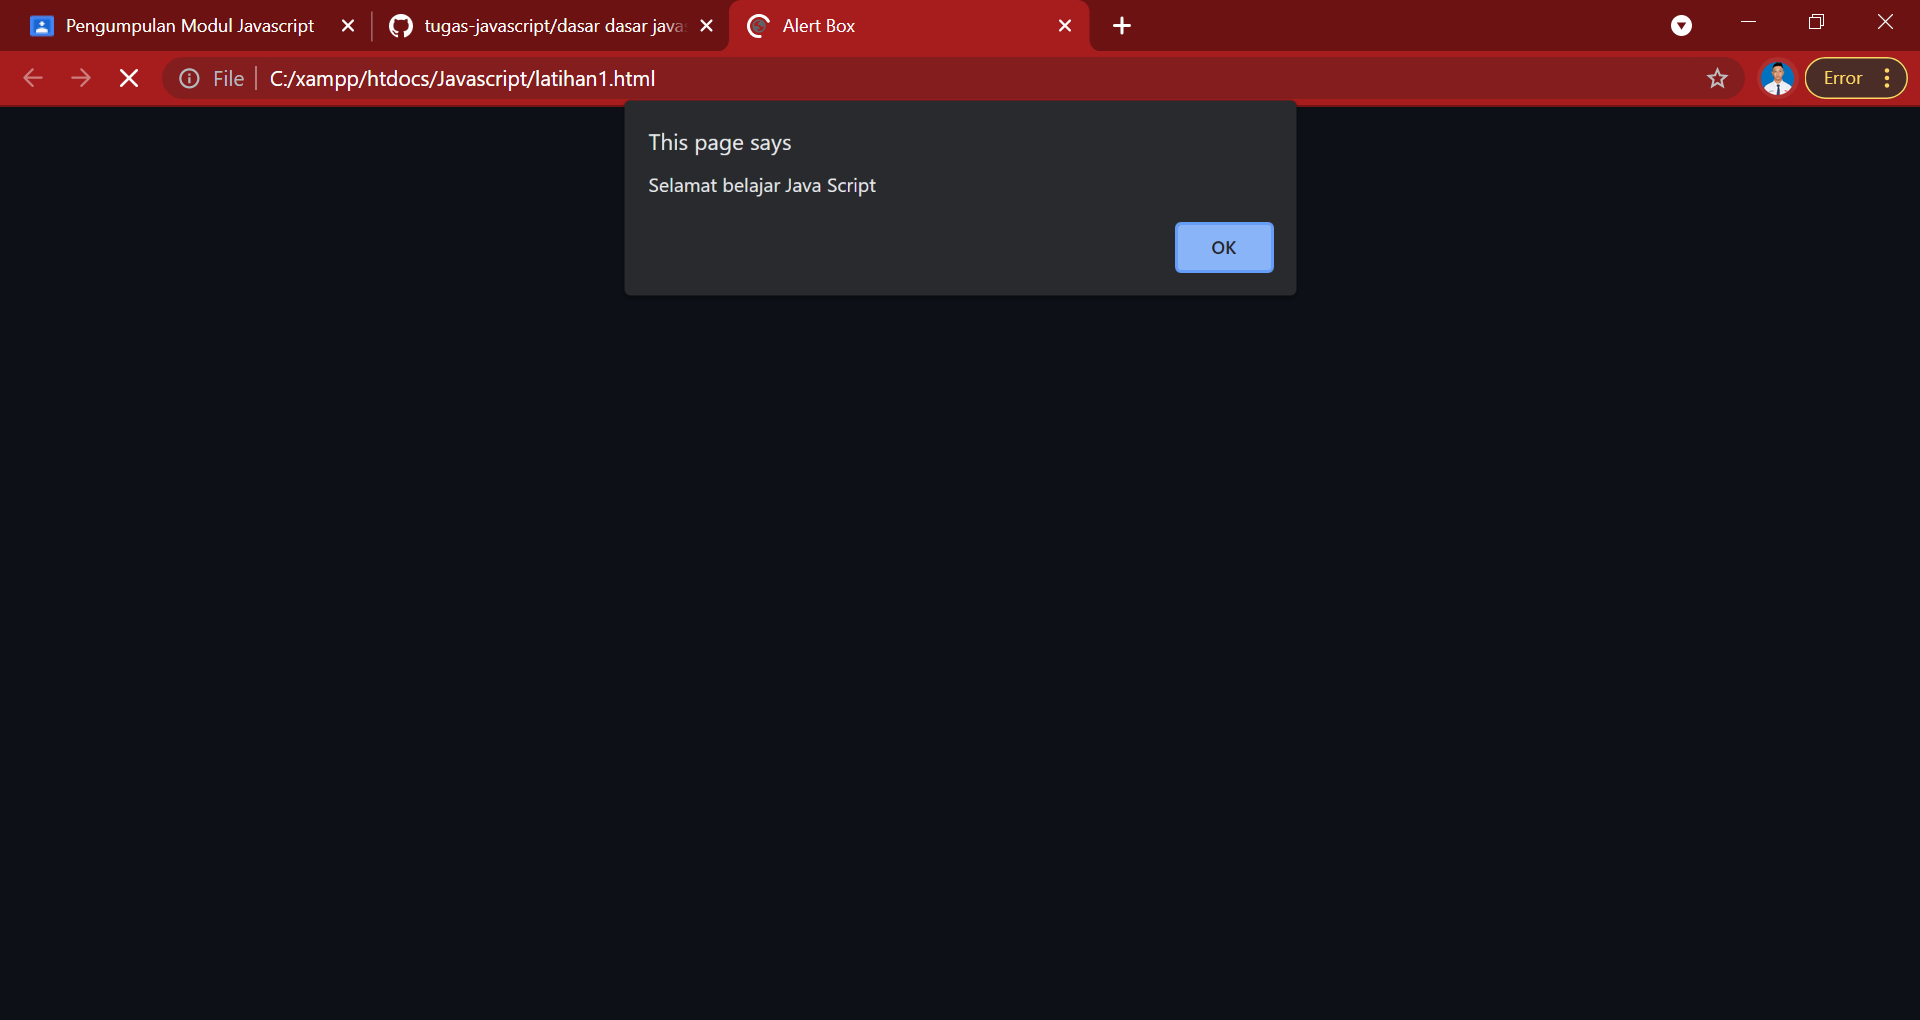 Pengumpulan Modul Javascript
tugas-javascript/dasar dasar java
Alert Box
File
C:/xampp/htdocs/Javascript/latihan1.html
Error
This page says
Selamat belajar Java Script
OK